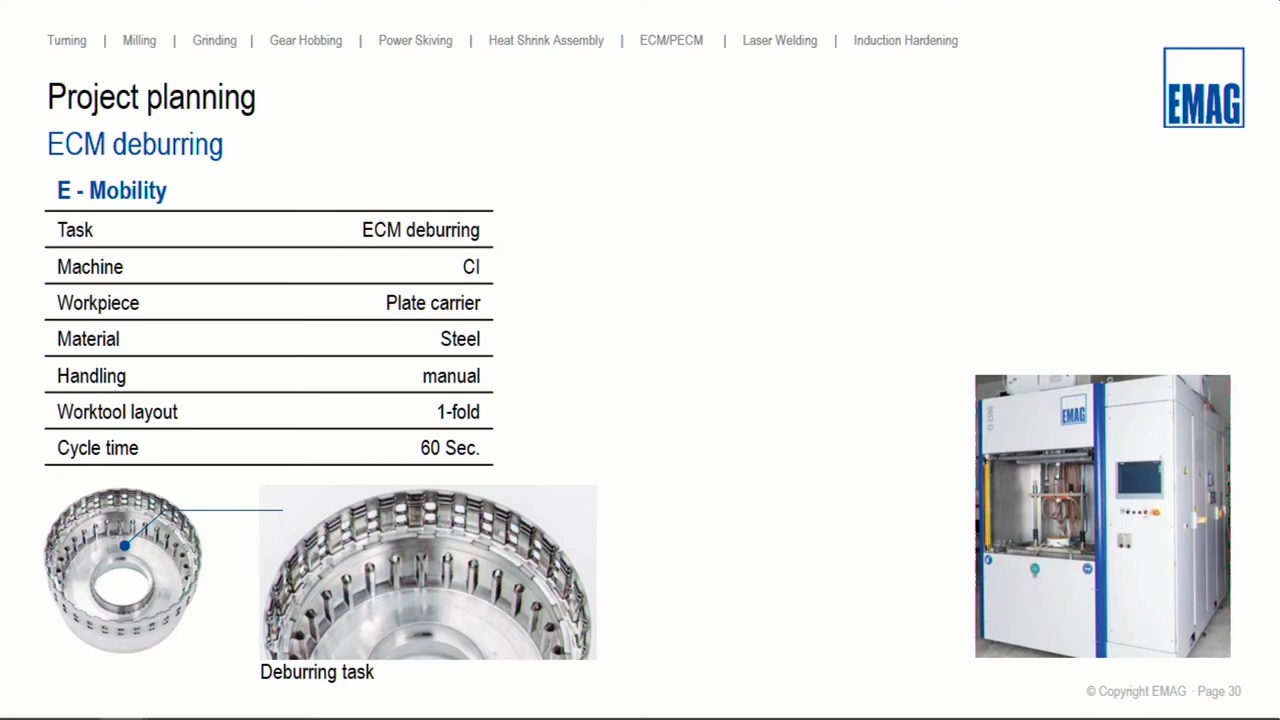 Turning | Milling | Grinding | Gear Hobbing | Power Skiving | Heat Shrink Assembly | ECM/PECM | Laser Welding | Induction Hardening
EMAG
Project planning
ECM deburring
E - Mobility
Task ECM deburring
Machine CI
Workpiece Plate carrier
Material Steel
Handling manual
Worktool layout 1-fold
Cycle time 60 Sec.
EMAG
Deburring task
© Copyright EMAG · Page 30